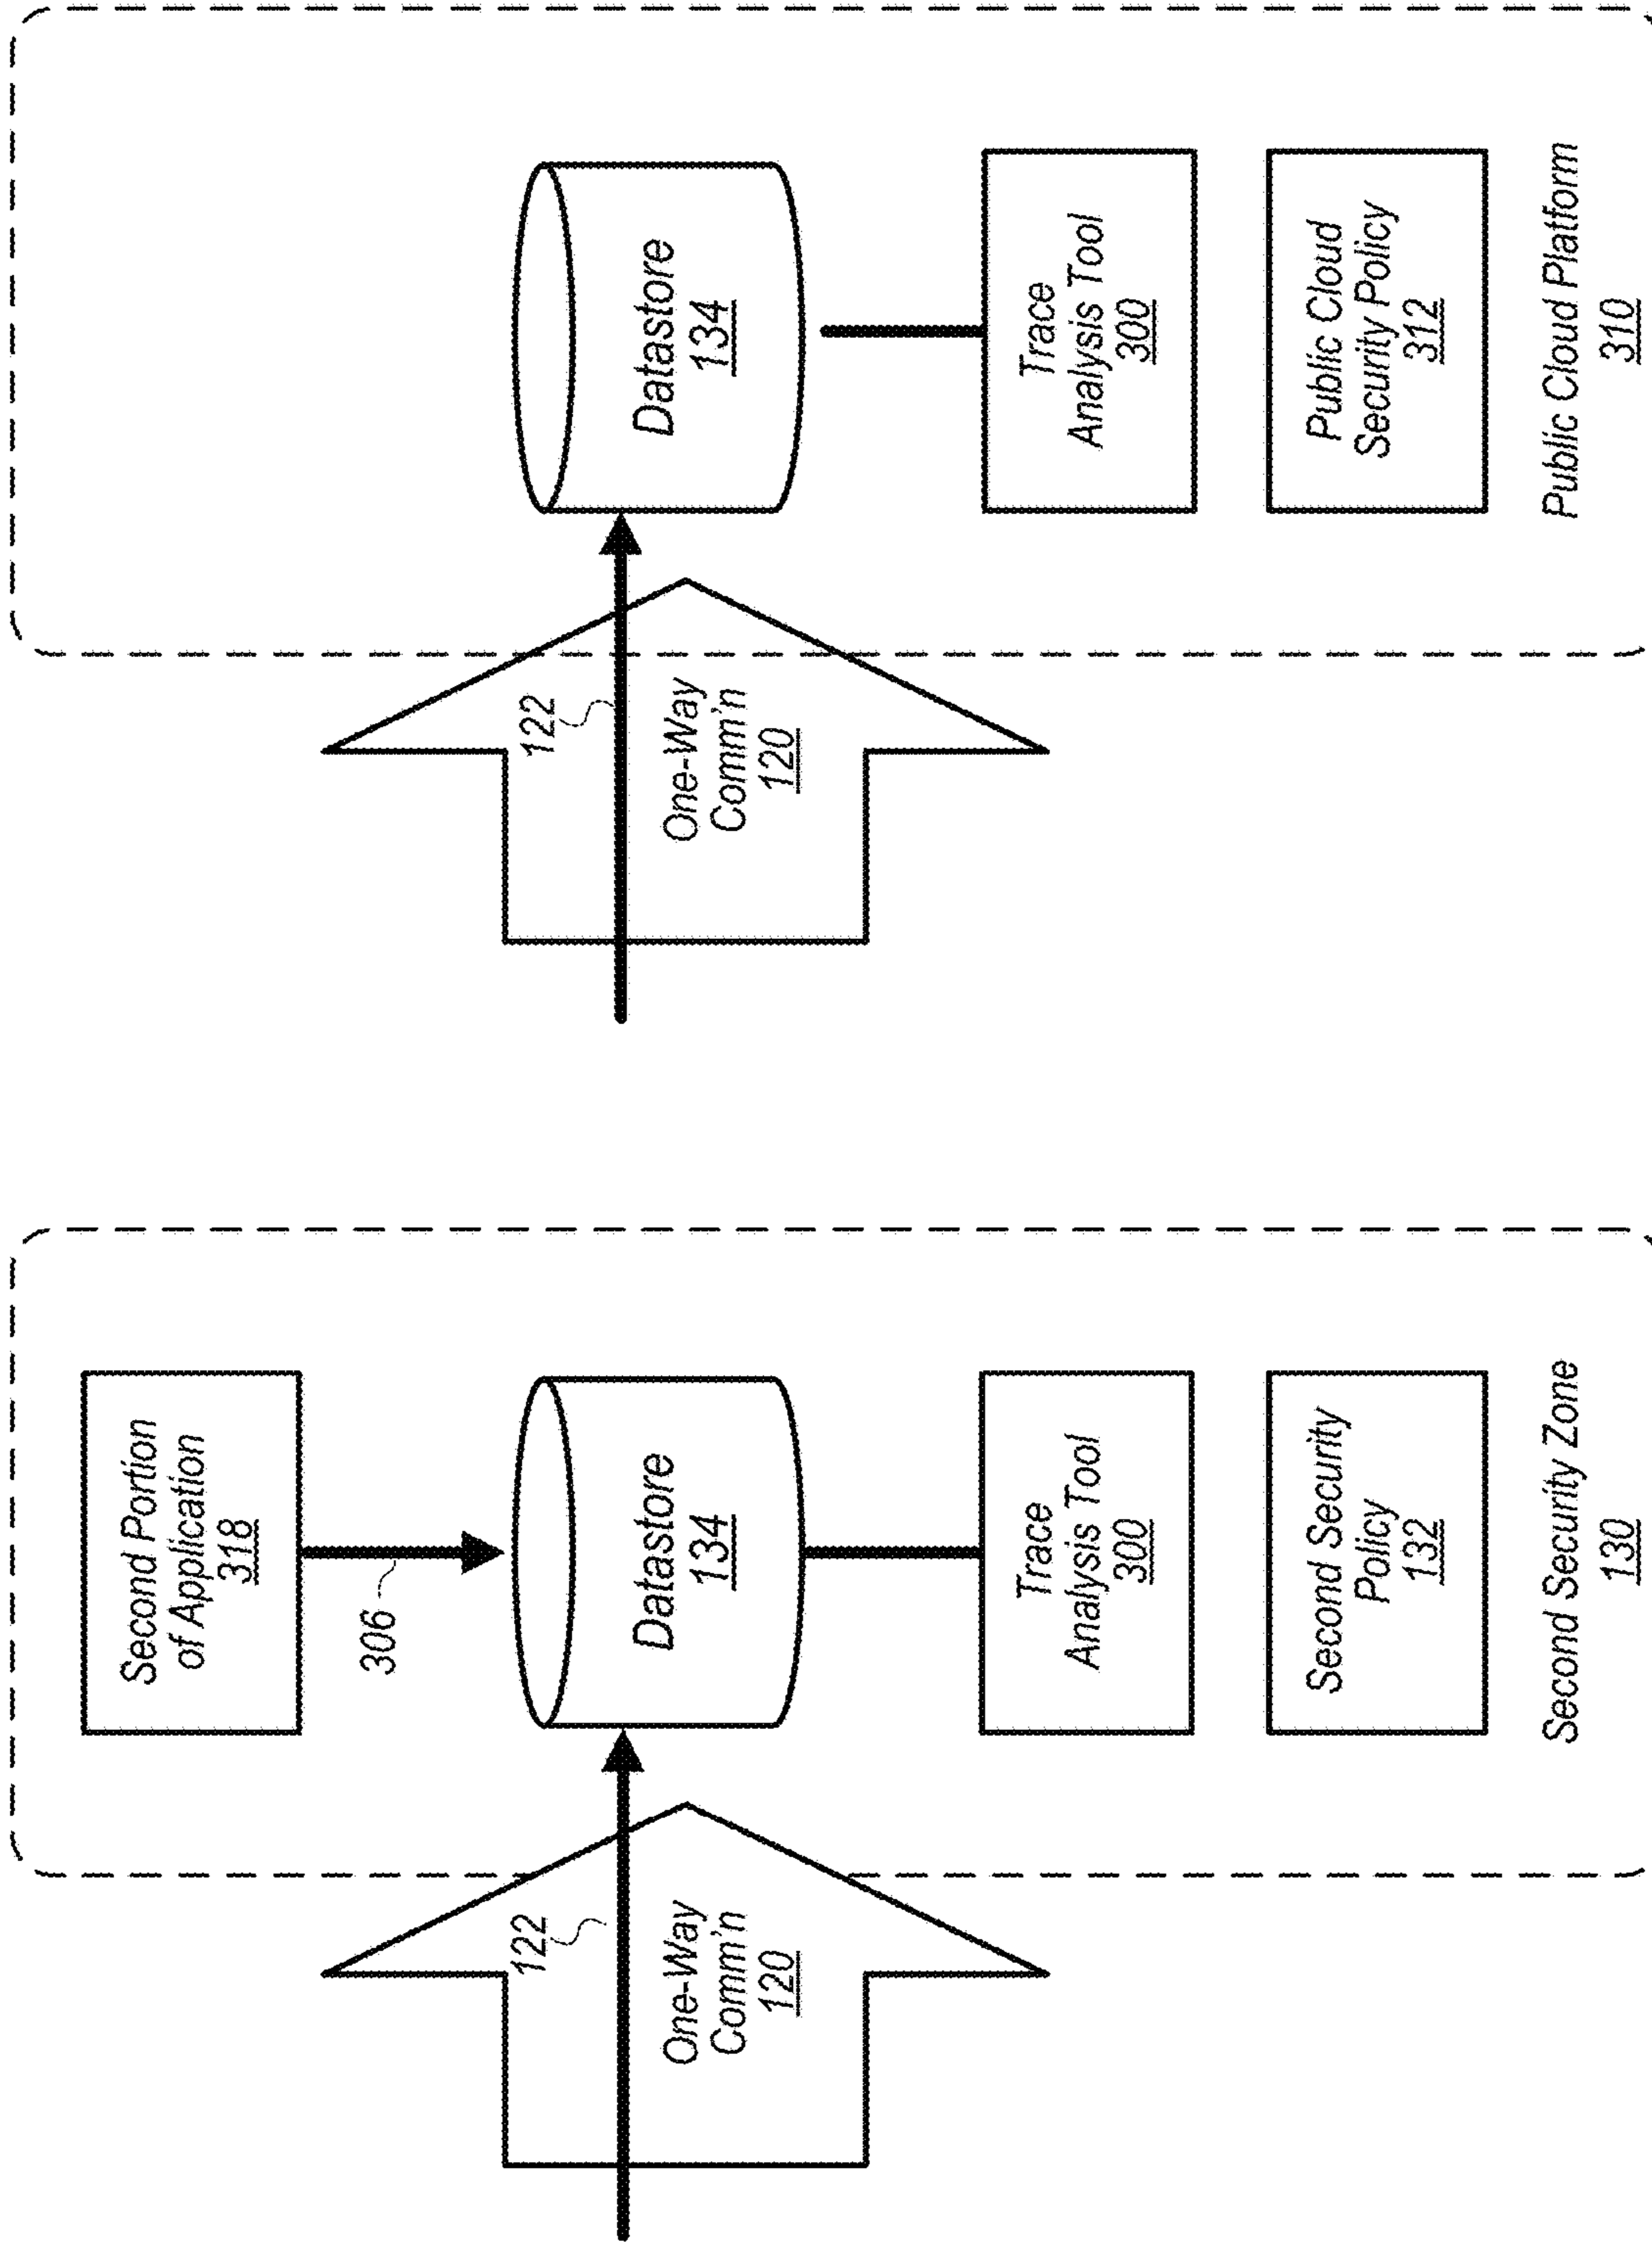 Second Portion
of Application
318
306
122
One-Way
Comm'n
120
Datastore
134
Trace
Analysis Tool
300
Second Security
Policy
132
Second Security Zone
130
122
One-Way
Comm'n
120
Datastore
134
Trace
Analysis Tool
300
Public Cloud
Security Policy
312
Public Cloud Platform
310